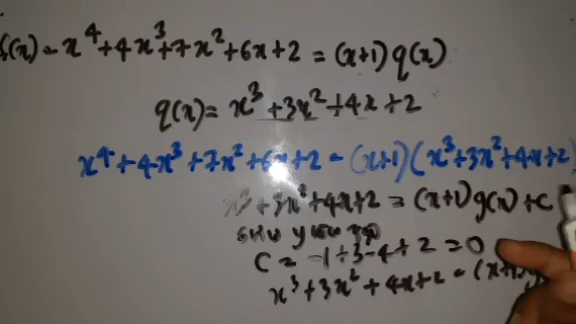 f(x) = x⁴+4x³+7x²+6x+2 = (x+1) q(x)
q(x) = x³+3x²+4x+2
x⁴+4x³+7x²+6x+2 = (x+1)(x³+3x²+4x+2)
x³+3x²+4x+2 = (x+1)g(x)+c
c = -1+3-4+2 = 0
x³+3x²+4x+2 = (x+1)